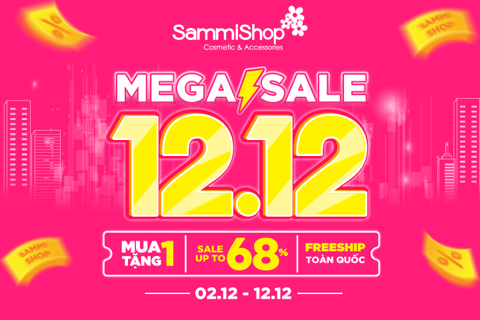 SammiShop
Cosmetic & Accessories
MEGA SALE
12.12
MUA 1
TẶNG 1
SALE
UP TO 68%
FREESHIP
TOÀN QUỐC
02.12 - 12.12
SAMMI
SHOP
SAMMI
SHOP
%
%